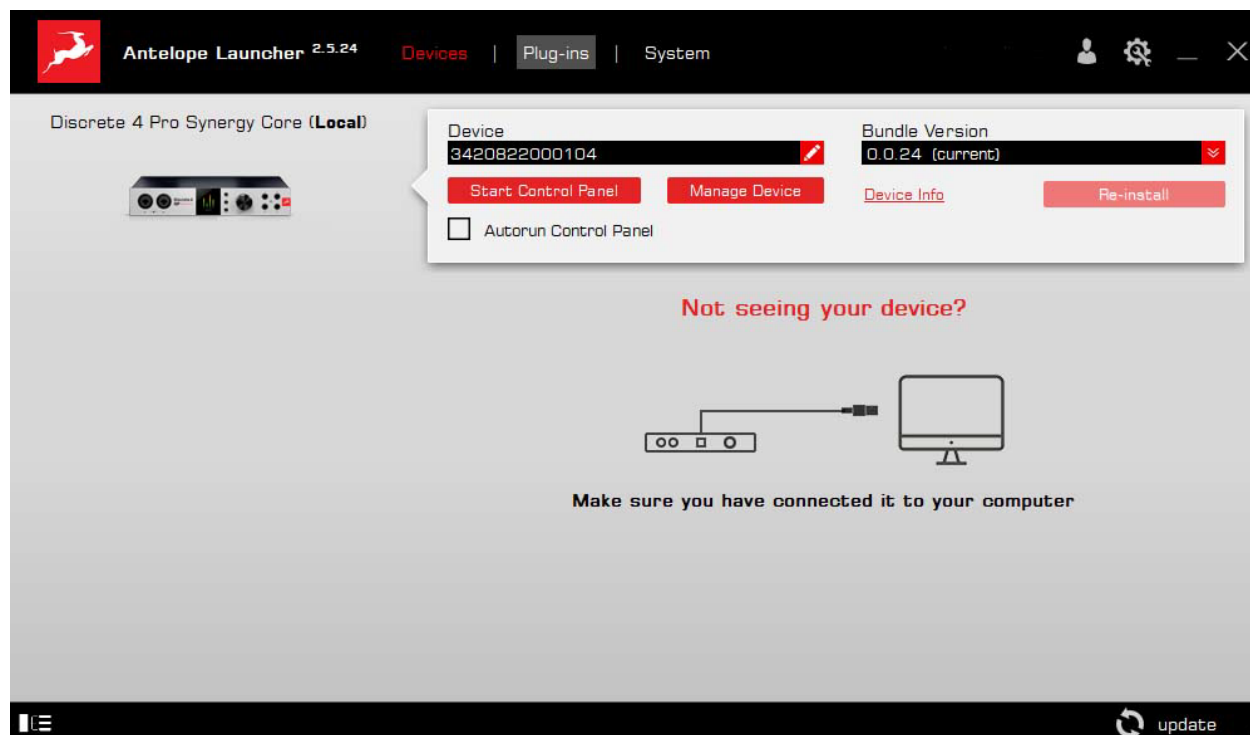 Antelope Launcher 2.5.24 Devices | Plug-ins | System
Discrete 4 Pro Synergy Core (Local)
Device
3420822000104
Bundle Version
0.0.24 (current)
Start Control Panel
Manage Device
Device Info
Re-install
Autorun Control Panel
Not seeing your device?
Make sure you have connected it to your computer
update